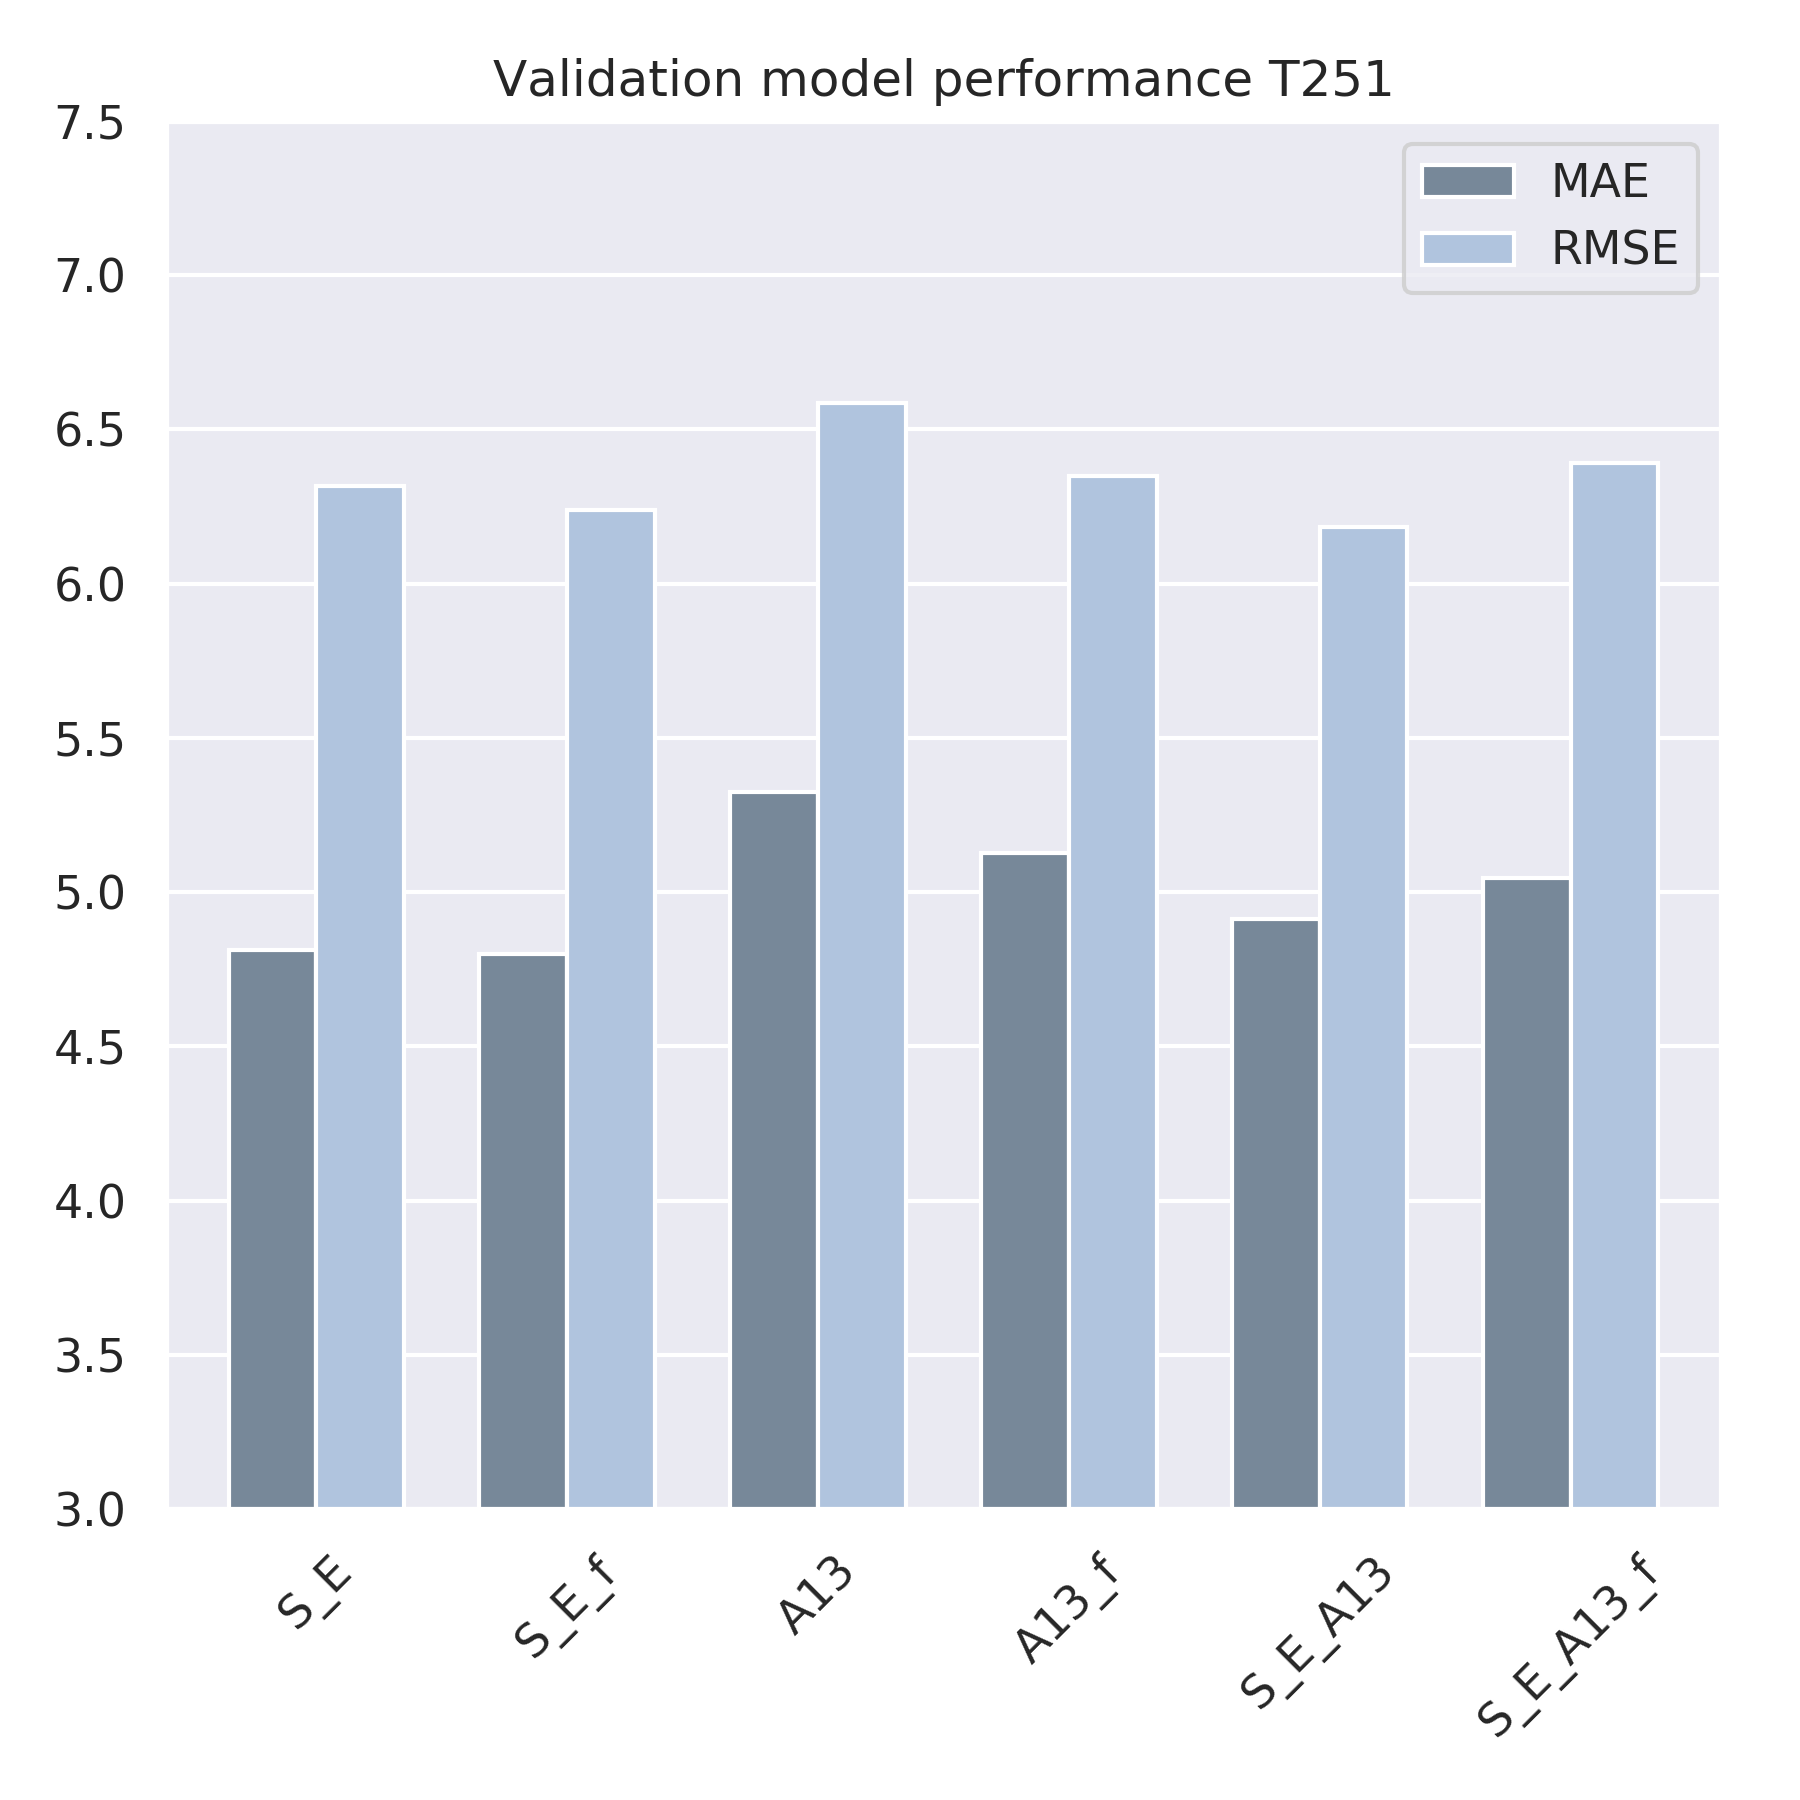 Validation model performance T251
7.5
7.0
6.5
6.0
5.5
5.0
4.5
4.0
3.5
3.0
MAE
RMSE
S_E
S_E_f
A13
A13_f
S_E_A13
S_E_A13_f